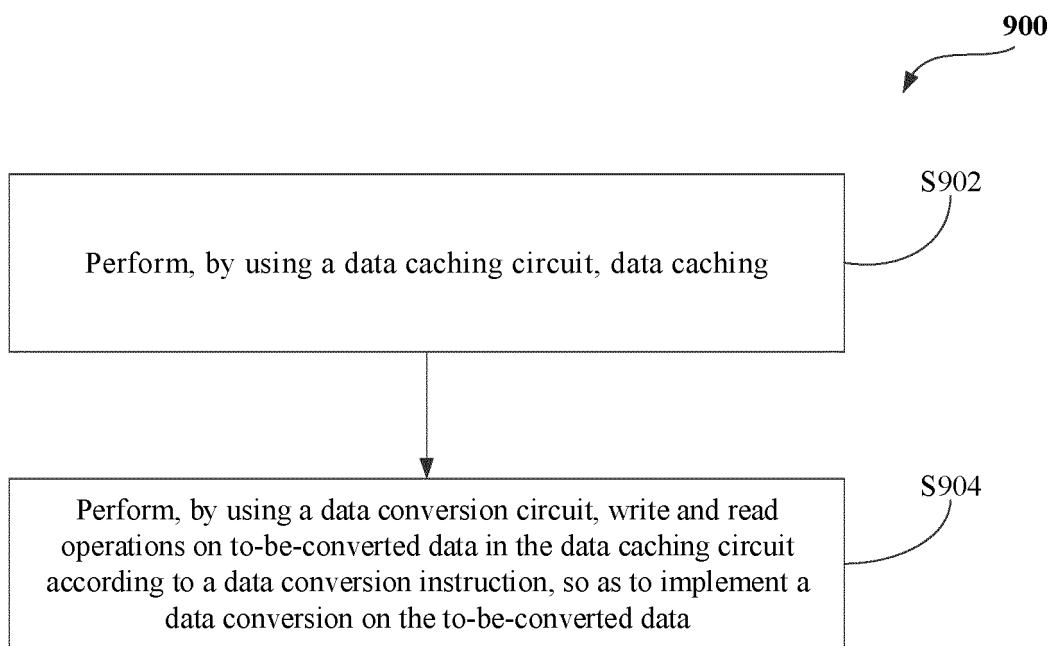 900
S902
Perform, by using a data caching circuit, data caching
S904
Perform, by using a data conversion circuit, write and read
operations on to-be-converted data in the data caching circuit
according to a data conversion instruction, so as to implement a
data conversion on the to-be-converted data